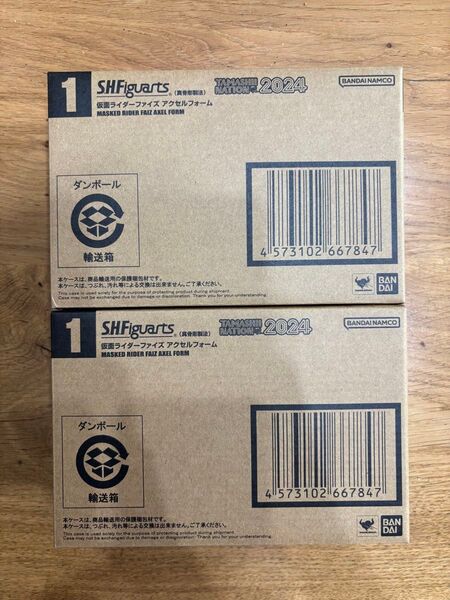 1
S.H.Figuarts (真骨彫製法) TAMASHII NATION 2024
BANDAI NAMCO
仮面ライダーファイズ アクセルフォーム
MASKED RIDER FAIZ AXEL FORM
ダンボール
輸送箱
4 573102 667847
本ケースは、商品輸送用の保護梱包材です。
本ケースは、つぶれ、汚れ等による交換は出来ません。ご了承ください。
This case is used solely for the purpose of protecting product during shipment.
Case may not be exchanged due to damage or discoloration. Thank you for your understanding.
BAN
DAI
1
S.H.Figuarts (真骨彫製法) TAMASHII NATION 2024
BANDAI NAMCO
仮面ライダーファイズ アクセルフォーム
MASKED RIDER FAIZ AXEL FORM
ダンボール
輸送箱
4 573102 667847
本ケースは、商品輸送用の保護梱包材です。
本ケースは、つぶれ、汚れ等による交換は出来ません。ご了承ください。
This case is used solely for the purpose of protecting product during shipment.
Case may not be exchanged due to damage or discoloration. Thank you for your understanding.
BAN
DAI